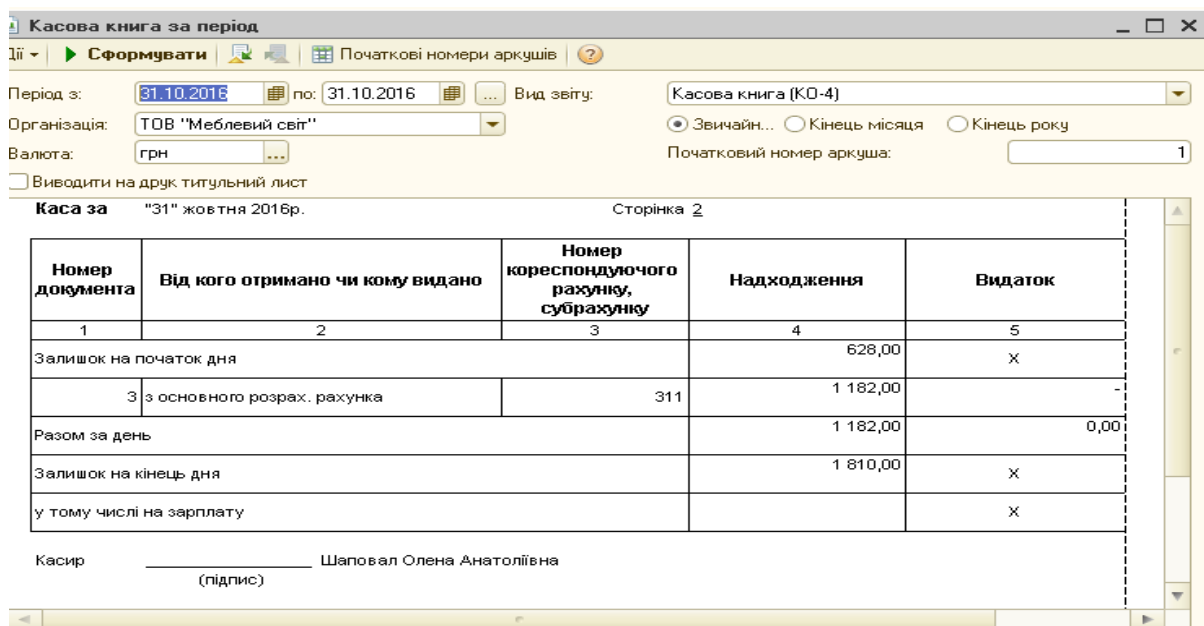 Касова книга за період
Дії Сформувати Початкові номери аркушів ?
Період з: 31.10.2016 по: 31.10.2016 ... Вид звіту: Касова книга (КО-4)
Організація: ТОВ "Меблевий світ" Звичайн... Кінець місяця Кінець року
Валюта: грн ... Початковий номер аркуша: 1
Виводити на друк титульний лист
Каса за "31" жовтня 2016р. Сторінка 2
Номер документа Від кого отримано чи кому видано Номер кореспондуючого рахунку, субрахунку Надходження Видаток
1 2 3 4 5
Залишок на початок дня 628,00 X
3 з основного розрах. рахунка 311 1 182,00 -
Разом за день 1 182,00 0,00
Залишок на кінець дня 1 810,00 X
у тому числі на зарплату X
Касир Шаповал Олена Анатоліївна
(підпис)